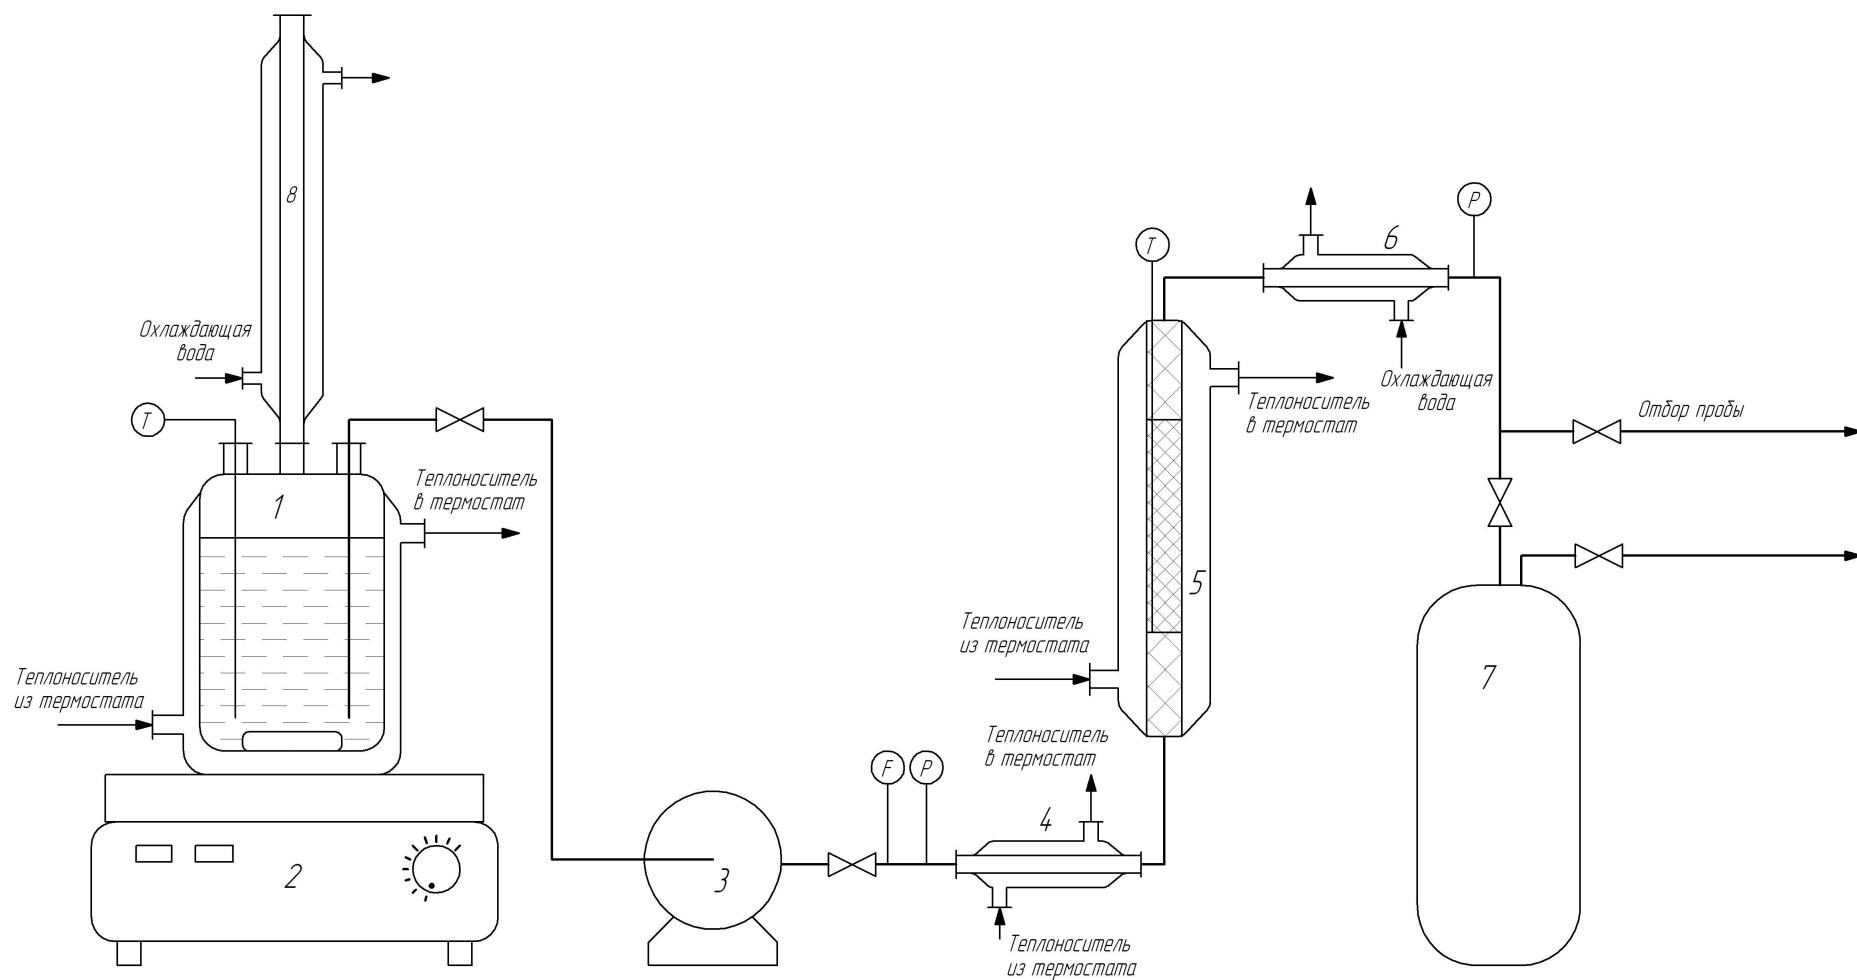 8
Охлаждающая
вода
T
1
Теплоноситель
в термостат
Теплоноситель
из термостата
2
3
F
P
4
Теплоноситель
в термостат
Теплоноситель
из термостата
T
5
Теплоноситель
из термостата
Теплоноситель
в термостат
6
Охлаждающая
вода
P
Отбор пробы
7